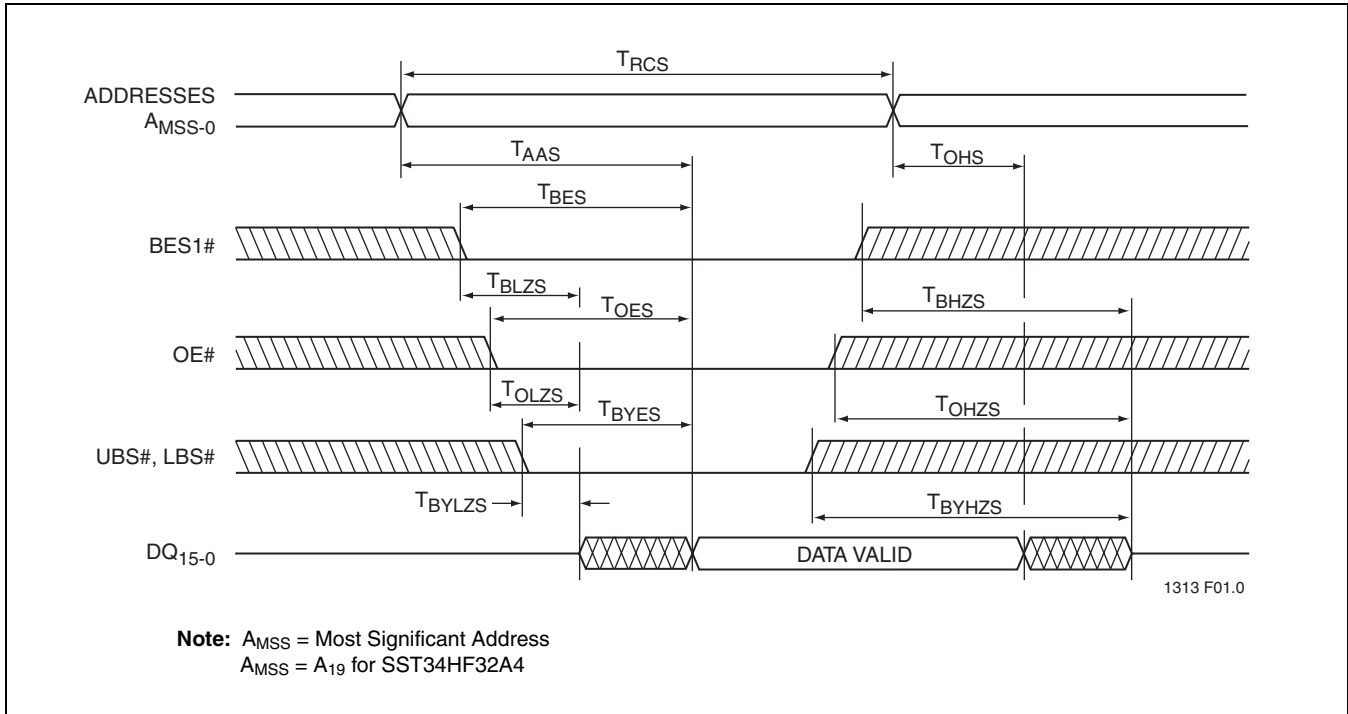 TRCS
ADDRESSES
AMSS-0
TAAS
TOHS
TBES
BES1#
TBLZS
TOES
TBHZS
OE#
TOLZS
TBYES
TOHZS
UBS#, LBS#
TBYLZS
TBYHZS
DQ15-0
DATA VALID
1313 F01.0
Note: AMSS = Most Significant Address
AMSS = A19 for SST34HF32A4